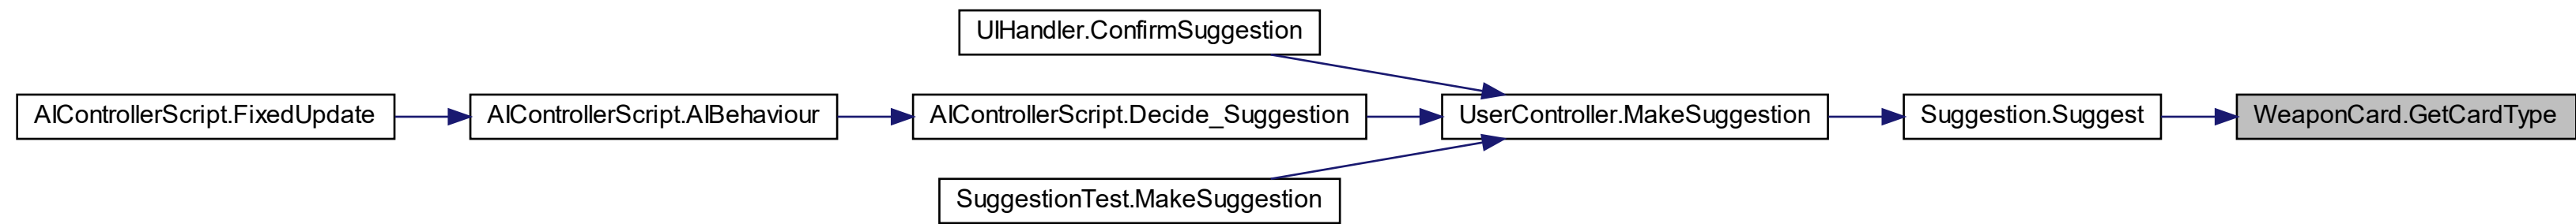 UIHandler.ConfirmSuggestion
AIControllerScript.FixedUpdate
AIControllerScript.AIBehaviour
AIControllerScript.Decide_Suggestion
UserController.MakeSuggestion
Suggestion.Suggest
WeaponCard.GetCardType
SuggestionTest.MakeSuggestion